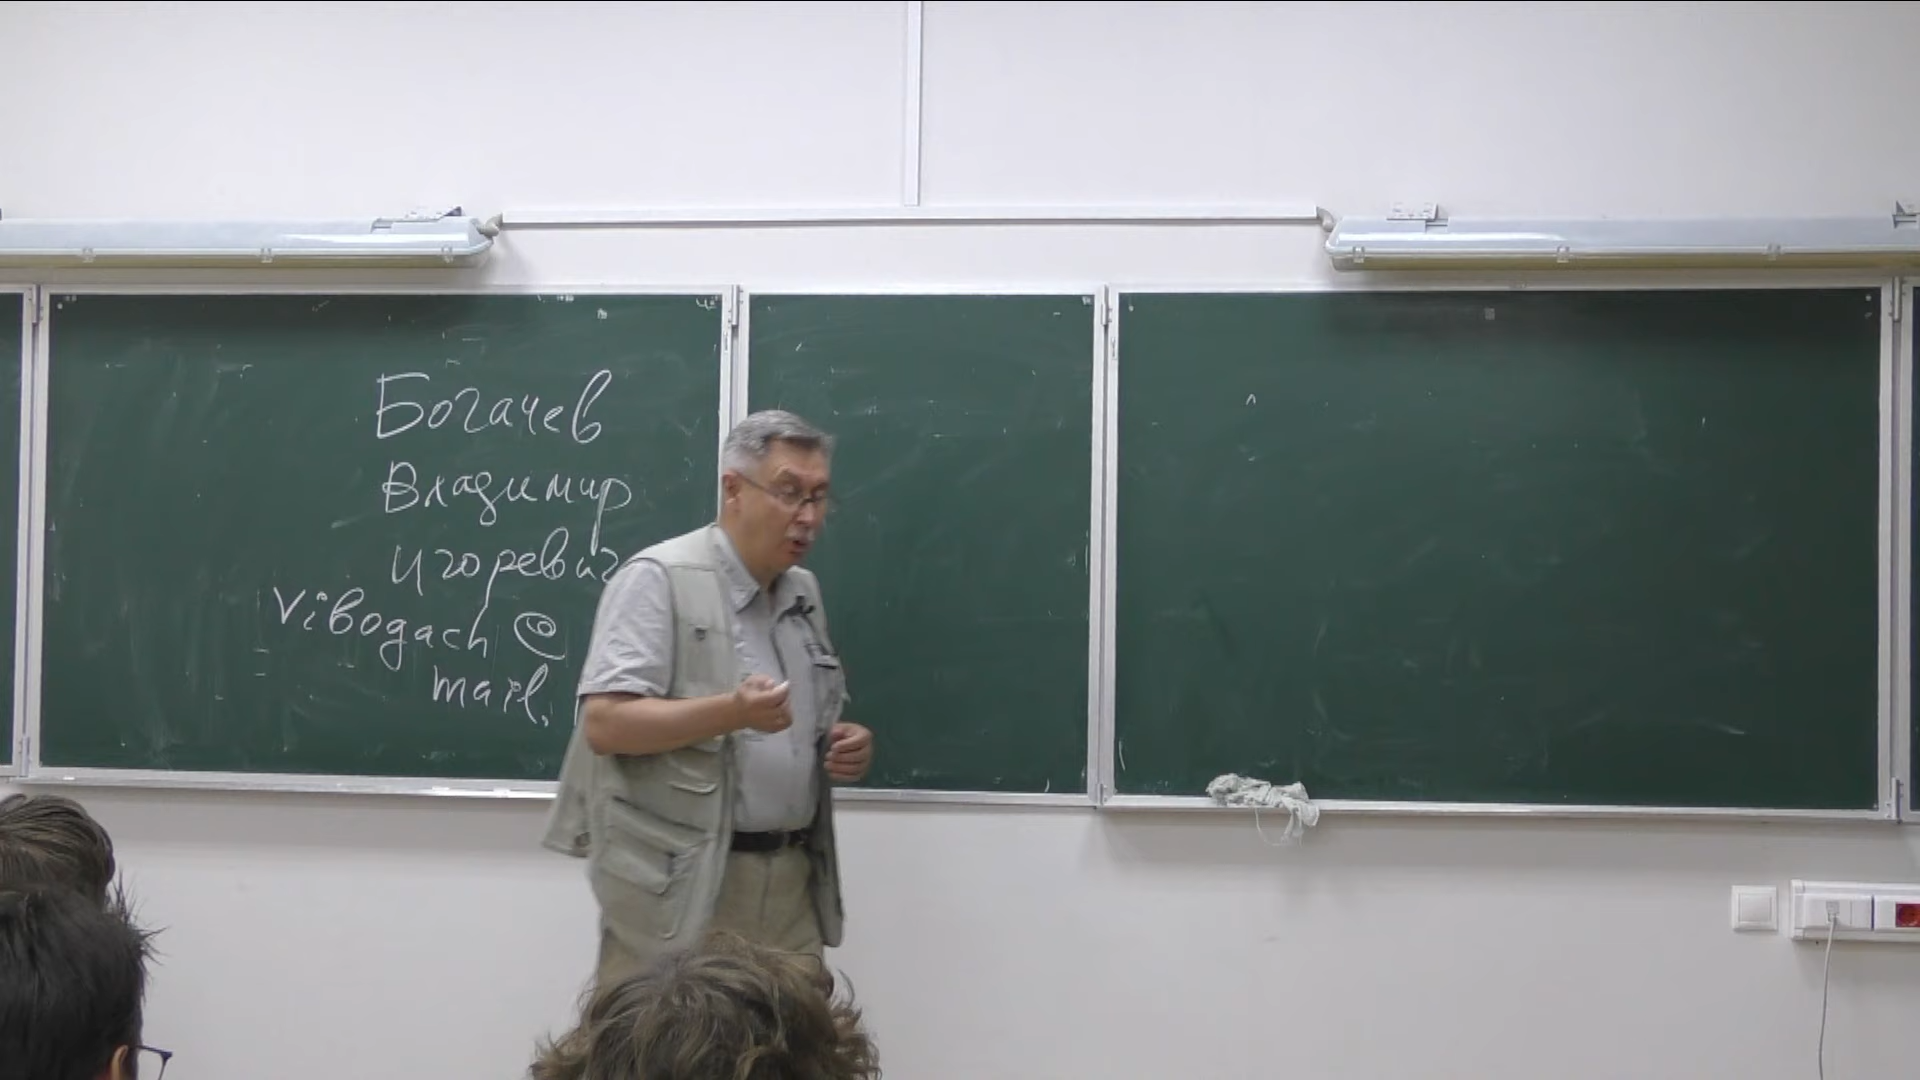 Богачев
Владимир
Игоревич
Vibogach @
mail.